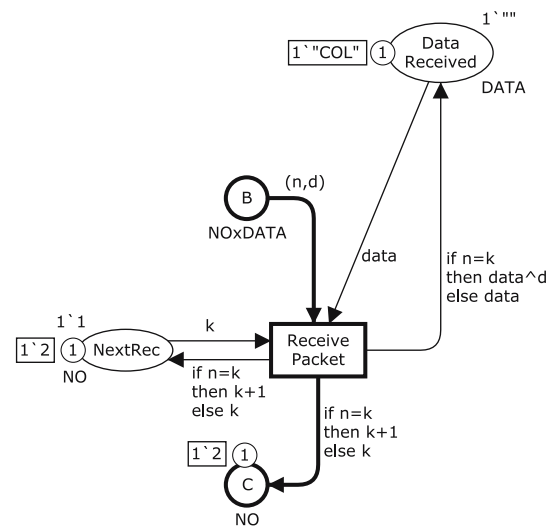 1`""
1`"COL"
1
Data
Received
DATA
(n,d)
B
NOxDATA
data
if n=k
then data^d
else data
1`1
k
1`2
1
NextRec
Receive
Packet
NO
if n=k
then k+1
else k
if n=k
then k+1
else k
1`2
1
C
NO